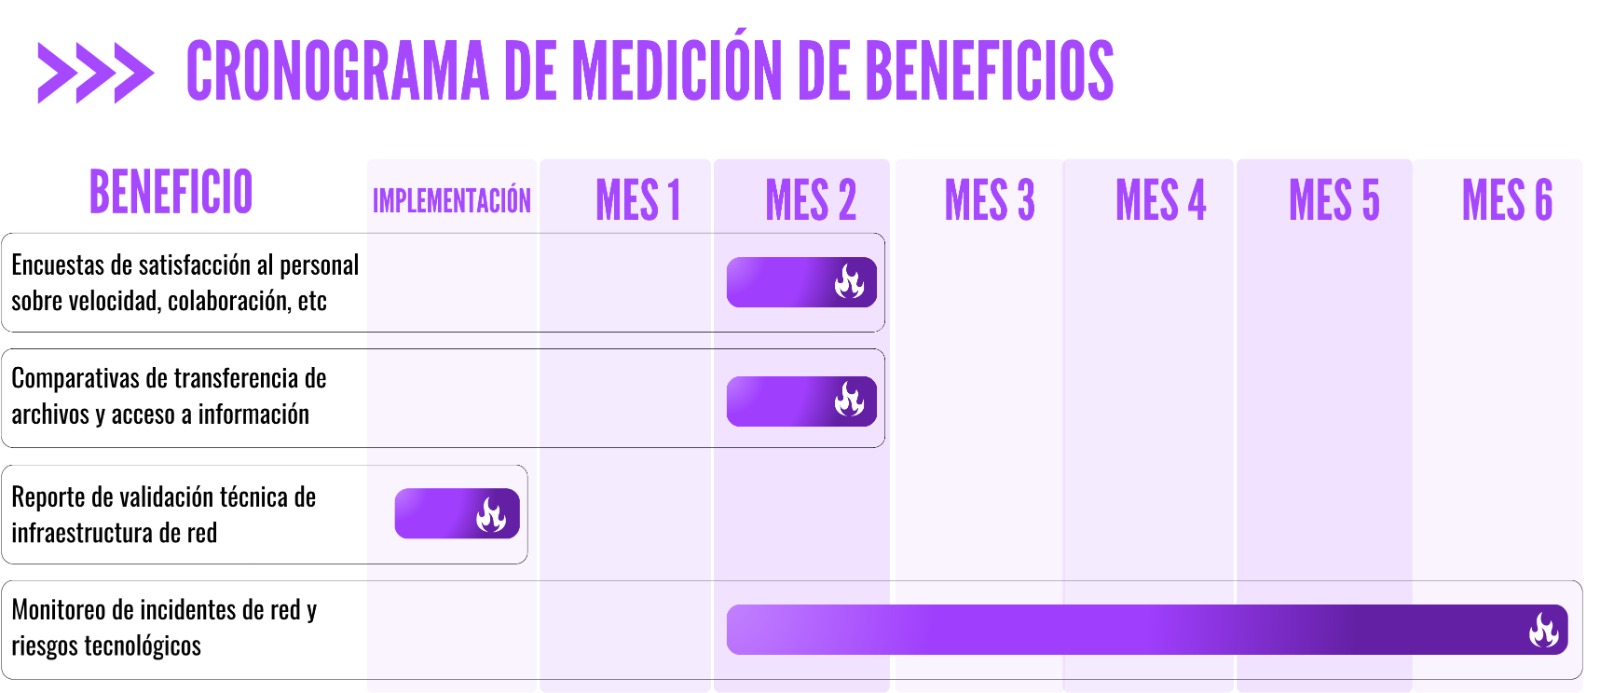 CRONOGRAMA DE MEDICIÓN DE BENEFICIOS
BENEFICIO
IMPLEMENTACIÓN
MES 1
MES 2
MES 3
MES 4
MES 5
MES 6
Encuestas de satisfacción al personal
sobre velocidad, colaboración, etc
Comparativas de transferencia de
archivos y acceso a información
Reporte de validación técnica de
infraestructura de red
Monitoreo de incidentes de red y
riesgos tecnológicos